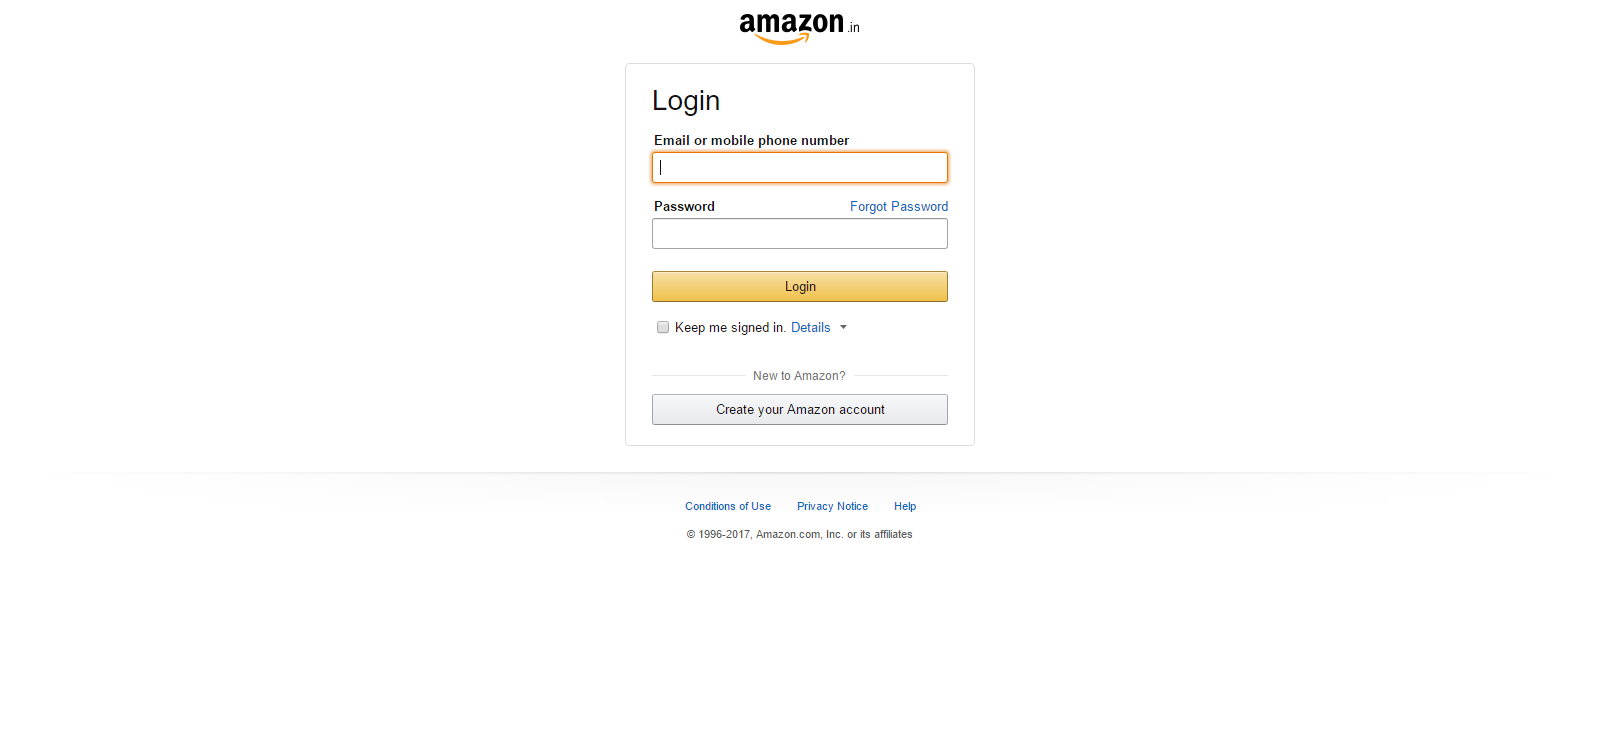 amazon.in
Login
Email or mobile phone number
Password Forgot Password
Login
Keep me signed in. Details
New to Amazon?
Create your Amazon account
Conditions of Use Privacy Notice Help
© 1996-2017, Amazon.com, Inc. or its affiliates